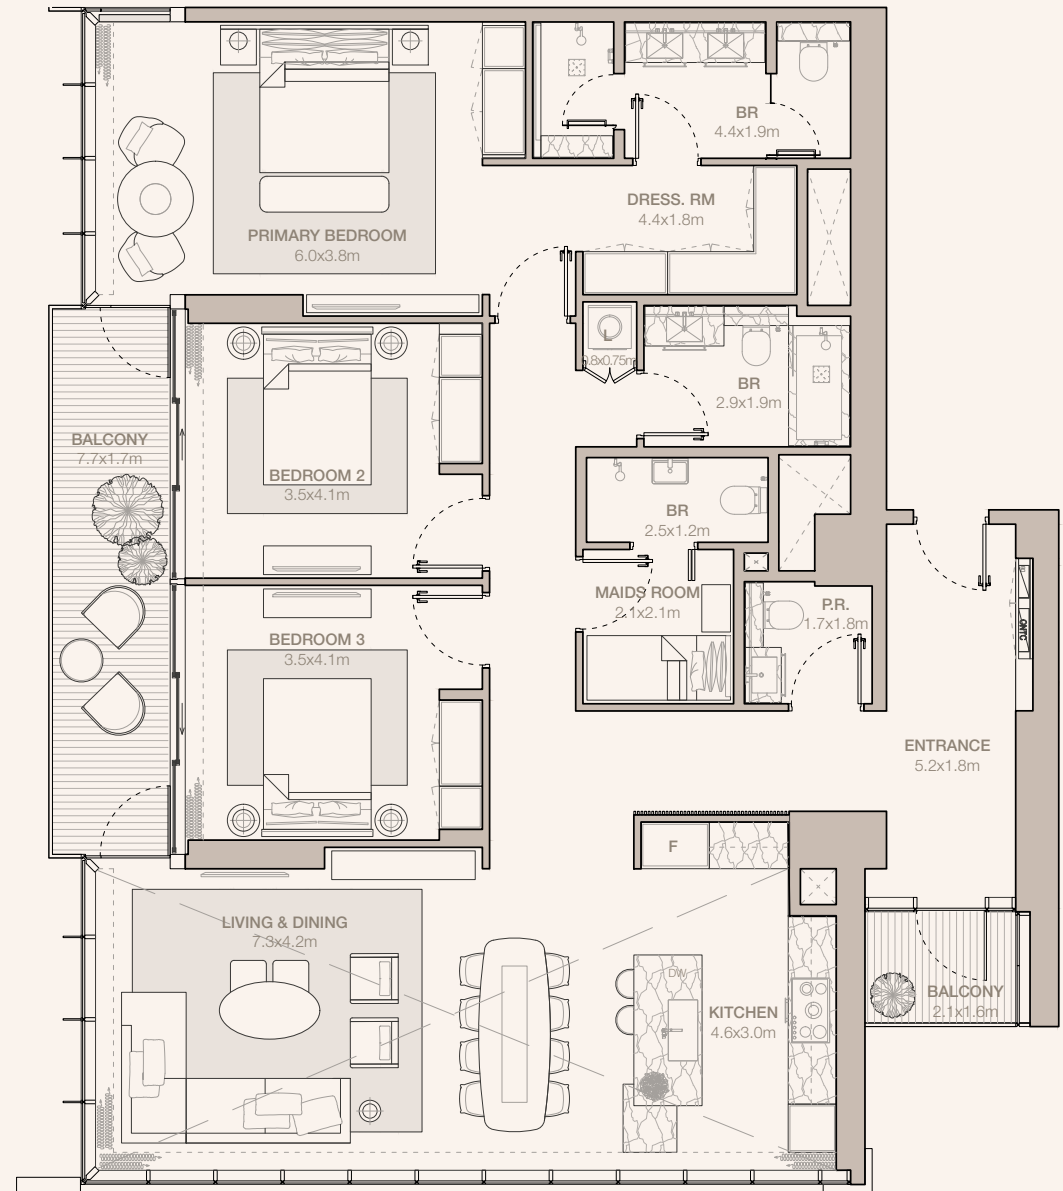 BR
4.4x1.9m
DRESS. RM
4.4x1.8m
PRIMARY BEDROOM
6.0x3.8m
0.8x0.75m
BR
2.9x1.9m
BALCONY
7.7x1.7m
BEDROOM 2
3.5x4.1m
BR
2.5x1.2m
MAIDS ROOM
2.1x2.1m
P.R.
1.7x1.8m
BEDROOM 3
3.5x4.1m
ENTRANCE
5.2x1.8m
F
LIVING & DINING
7.3x4.2m
DW
KITCHEN
4.6x3.0m
BALCONY
2.1x1.6m